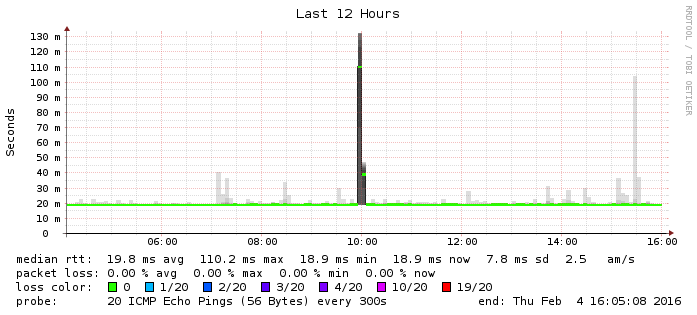 Last 12 Hours
RRDTOOL / TOBI OETIKER
Seconds
130 m
120 m
110 m
100 m
90 m
80 m
70 m
60 m
50 m
40 m
30 m
20 m
10 m
0
06:00 08:00 10:00 12:00 14:00 16:00
median rtt: 19.8 ms avg 110.2 ms max 18.9 ms min 18.9 ms now 7.8 ms sd 2.5 am/s
packet loss: 0.00 % avg 0.00 % max 0.00 % min 0.00 % now
loss color: 0 1/20 2/20 3/20 4/20 10/20 19/20
probe: 20 ICMP Echo Pings (56 Bytes) every 300s end: Thu Feb 4 16:05:08 2016